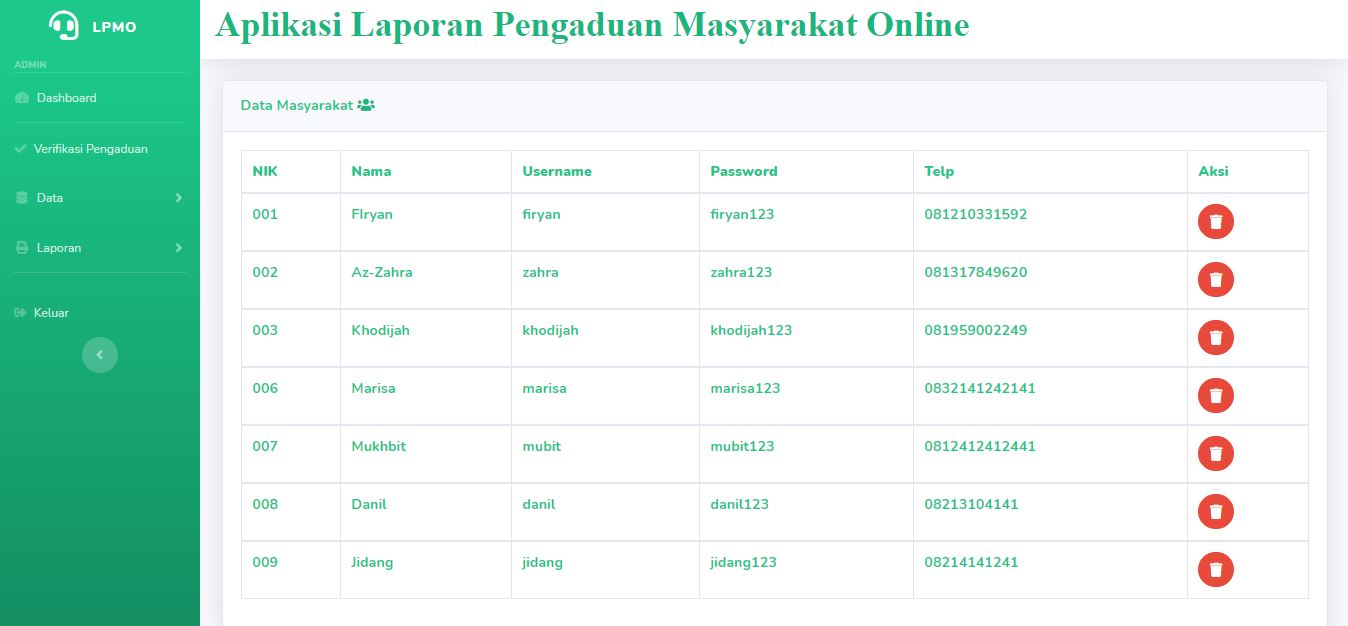 LPMO
Aplikasi Laporan Pengaduan Masyarakat Online
ADMIN
Dashboard
Verifikasi Pengaduan
Data
Laporan
Keluar
Data Masyarakat
NIK Nama Username Password Telp Aksi
001 FIryan firyan firyan123 081210331592
002 Az-Zahra zahra zahra123 081317849620
003 Khodijah khodijah khodijah123 081959002249
006 Marisa marisa marisa123 0832141242141
007 Mukhbit mubit mubit123 0812412412441
008 Danil danil danil123 08213104141
009 Jidang jidang jidang123 08214141241